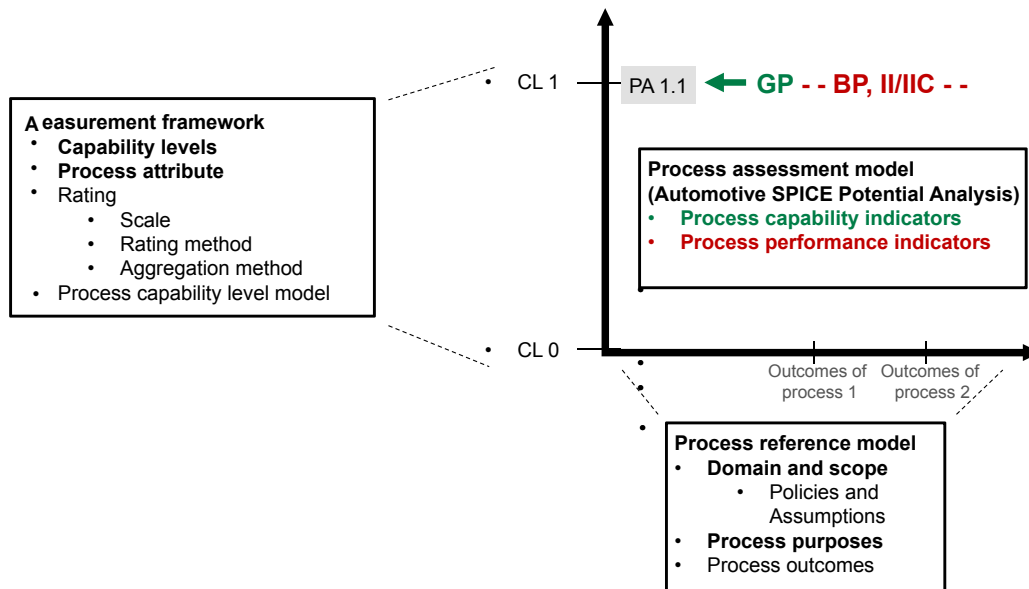 • CL 1
PA 1.1
GP - - BP, II/IIC - -
A easurement framework
• Capability levels
• Process attribute
• Rating
• Scale
• Rating method
• Aggregation method
• Process capability level model
Process assessment model
(Automotive SPICE Potential Analysis)
• Process capability indicators
• Process performance indicators
• CL 0
Outcomes of
process 1
Outcomes of
process 2
Process reference model
• Domain and scope
• Policies and
Assumptions
• Process purposes
• Process outcomes